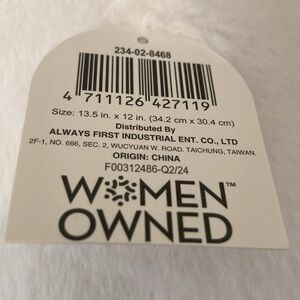 234-02-8468
4 711126 427119
Size: 13.5 in. x 12 in. (34.2 cm x 30.4 cm)
Distributed By
ALWAYS FIRST INDUSTRIAL ENT. CO., LTD
2F-1, NO. 666, SEC. 2, WUCYUAN W. ROAD. TAICHUNG, TAIWAN.
ORIGIN: CHINA
F00312486-Q2/24
WOMEN™
OWNED